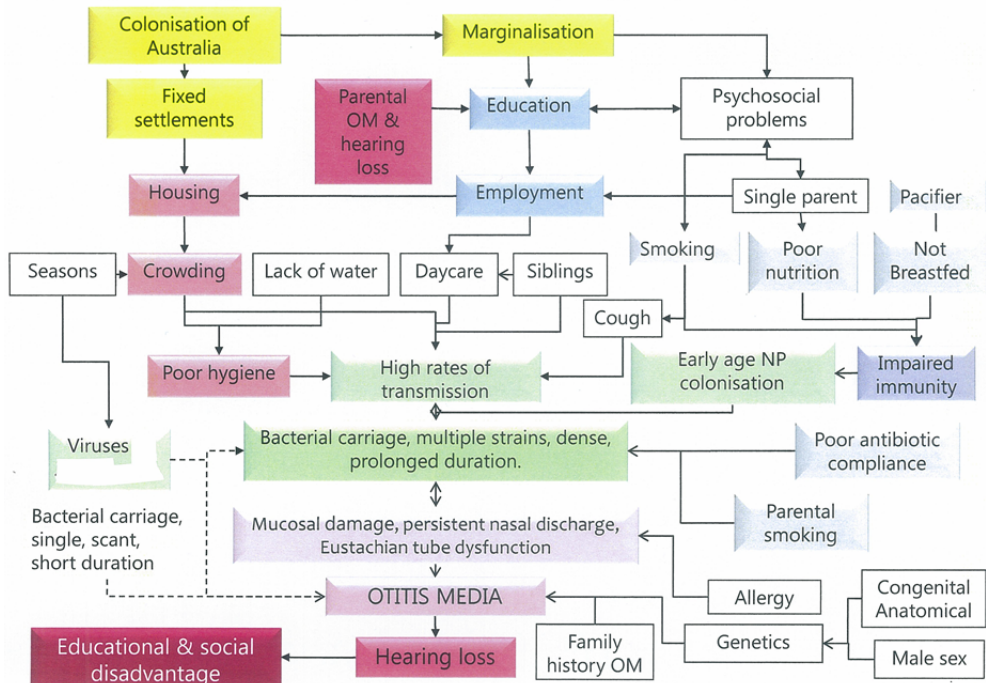 Colonisation of
Australia
Marginalisation
Fixed
settlements
Parental
OM &
hearing
loss
Education
Psychosocial
problems
Housing
Employment
Single parent
Pacifier
Smoking
Poor
nutrition
Not
Breastfed
Seasons
Crowding
Lack of water
Daycare
Siblings
Cough
Poor hygiene
High rates of
transmission
Early age NP
colonisation
Impaired
immunity
Viruses
Bacterial carriage, multiple strains, dense,
prolonged duration.
Poor antibiotic
compliance
Bacterial carriage,
single, scant,
short duration
Mucosal damage, persistent nasal discharge,
Eustachian tube dysfunction
Parental
smoking
OTITIS MEDIA
Allergy
Congenital
Anatomical
Educational & social
disadvantage
Hearing loss
Family
history OM
Genetics
Male sex